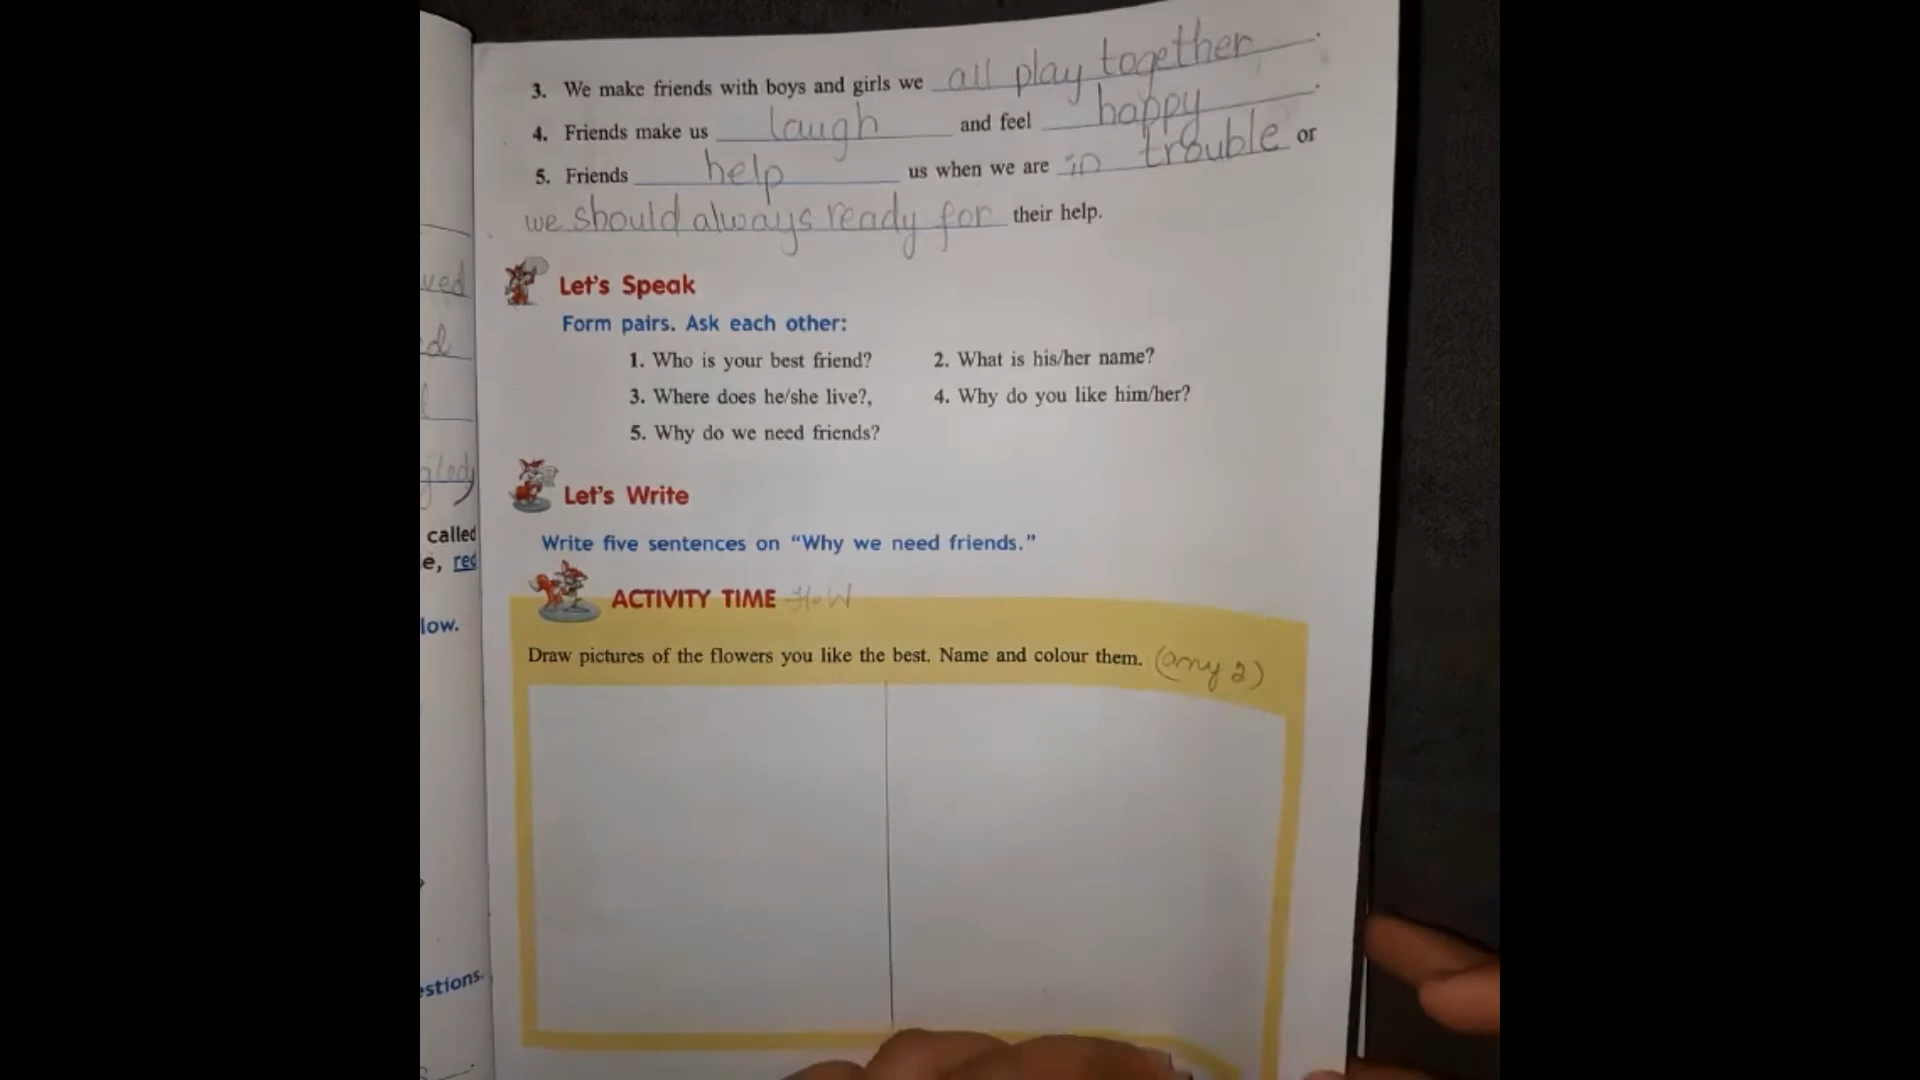 3. We make friends with boys and girls we all play together.
4. Friends make us laugh and feel happy.
5. Friends help us when we are in trouble or
we should always ready for their help.
Let's Speak
Form pairs. Ask each other:
1. Who is your best friend? 2. What is his/her name?
3. Where does he/she live?, 4. Why do you like him/her?
5. Why do we need friends?
Let's Write
Write five sentences on “Why we need friends.”
ACTIVITY TIME H.W
Draw pictures of the flowers you like the best. Name and colour them. (any 2)
ved
d
called
e, red
low.
estions.